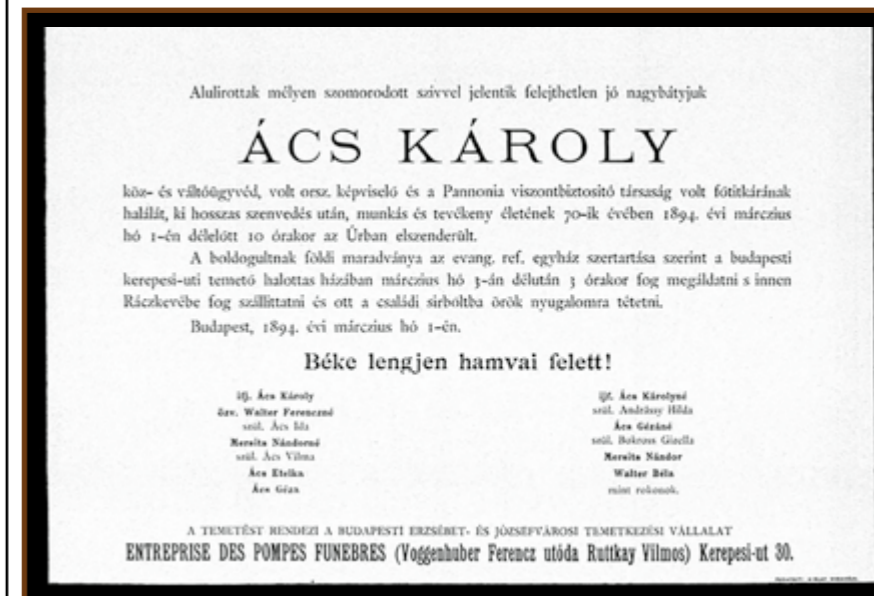 Alulirottak mélyen szomorodott szivvel jelentik felejthetlen jó nagybátyjuk
ÁCS KÁROLY
köz- és váltóügyvéd, volt orsz. képviselő és a Pannonia viszontbiztositó társaság volt főtitkárának
halálát, ki hosszas szenvedés után, munkás és tevékeny életének 70-ik évében 1894. évi márczius
hó 1-én délelőtt 10 órakor az Úrban elszenderült.
A boldogultnak földi maradványa az evang. ref. egyház szertartása szerint a budapesti
kerepesi-uti temető halottas házában márczius hó 3-án délután 3 órakor fog megáldatni s innen
Ráczkevébe fog szállittatni és ott a családi sirboltba örök nyugalomra tétetni.
Budapest, 1894. évi márczius hó 1-én.
Béke lengjen hamvai felett!
ifj. Ács Károly
özv. Walter Ferenczné
szül. Ács Ida
Mersits Nándorné
szül. Ács Vilma
Ács Etelka
Ács Géza
ifj. Ács Károlyné
szül. Andrássy Hilda
Ács Gézáné
szül. Bokross Gizella
Mersits Nándor
Walter Béla
mint rokonok.
A TEMETÉST RENDEZI A BUDAPESTI ERZSÉBET- ÉS JÓZSEFVÁROSI TEMETKEZÉSI VÁLLALAT
ENTREPRISE DES POMPES FUNEBRES (Voggenhuber Ferencz utóda Ruttkay Vilmos) Kerepesi-ut 30.